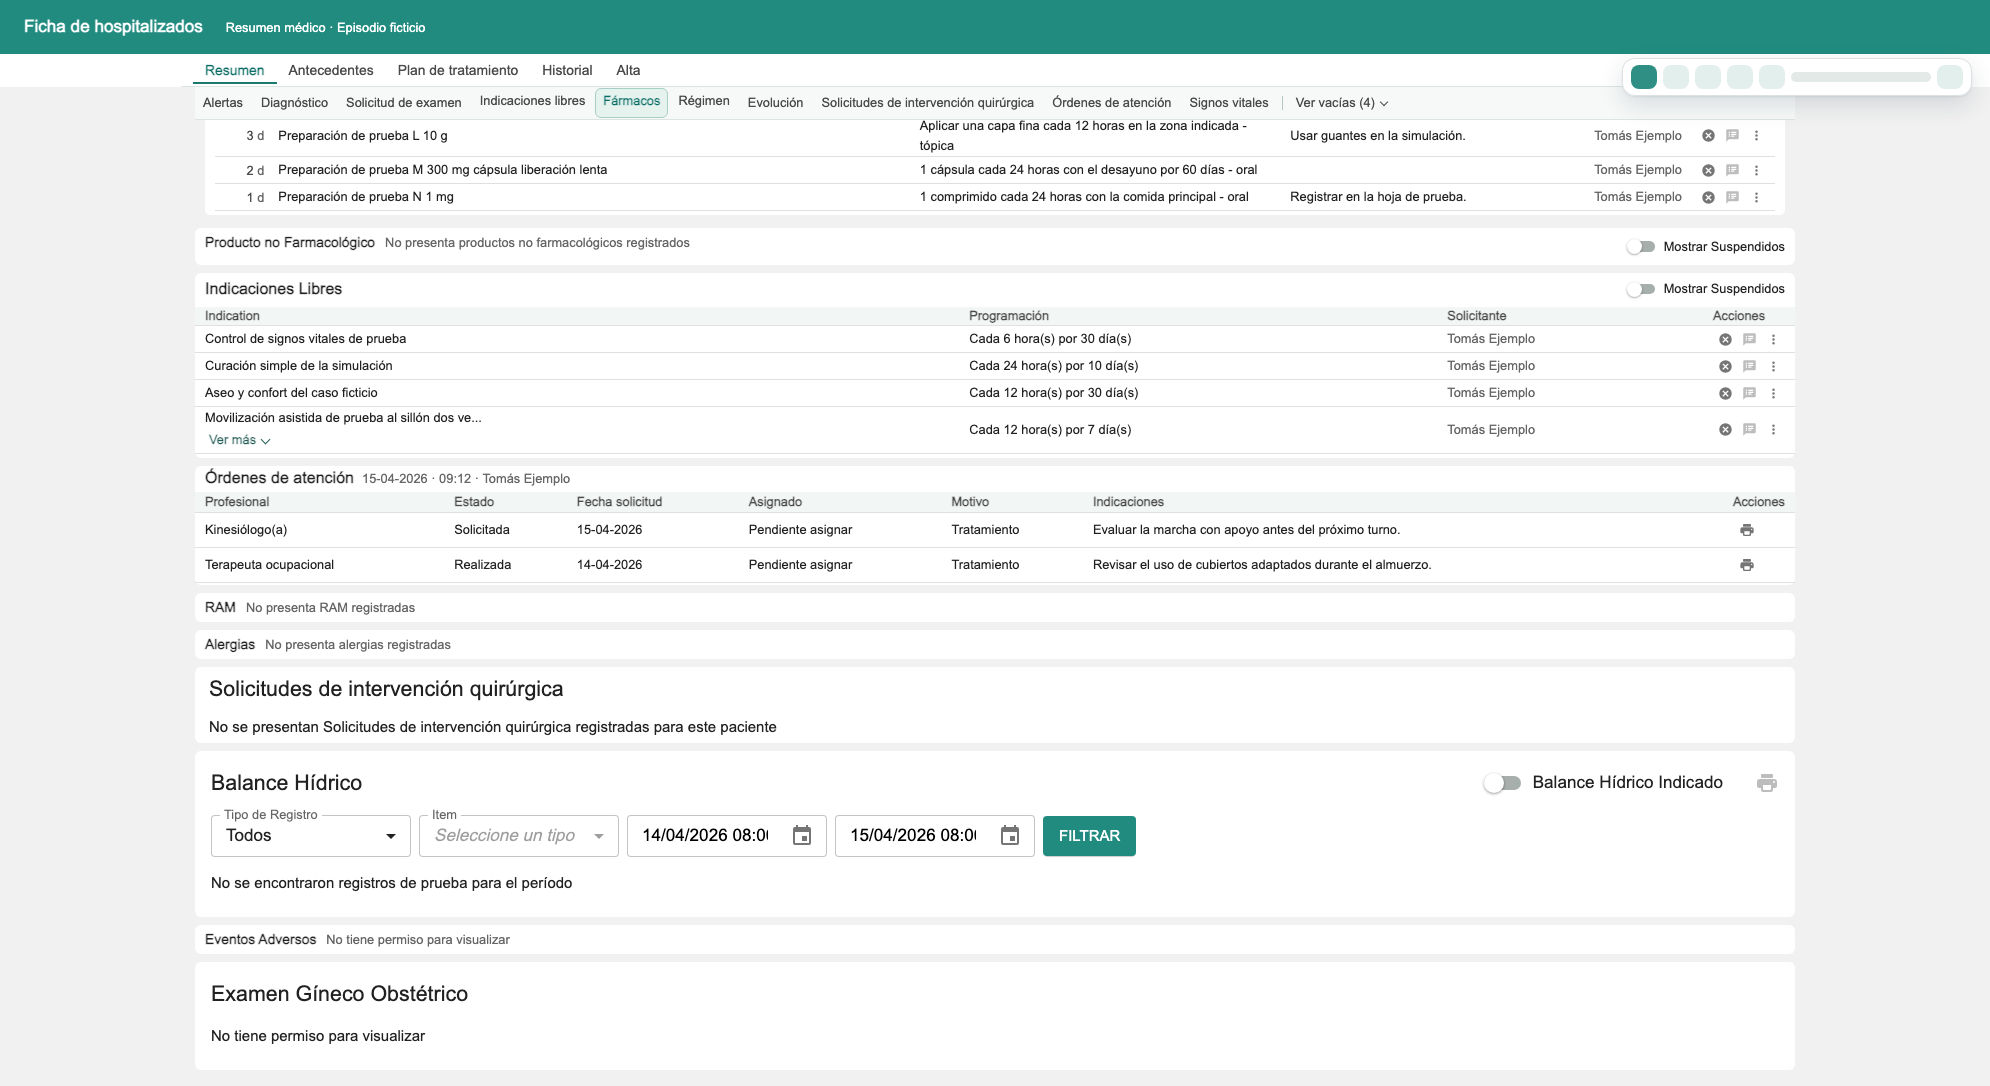 Ficha de hospitalizados Resumen médico · Episodio ficticio
Resumen Antecedentes Plan de tratamiento Historial Alta
Alertas Diagnóstico Solicitud de examen Indicaciones libres Fármacos Régimen Evolución Solicitudes de intervención quirúrgica Órdenes de atención Signos vitales Ver vacías (4)
3 d Preparación de prueba L 10 g Aplicar una capa fina cada 12 horas en la zona indicada - Usar guantes en la simulación. Tomás Ejemplo
tópica
2 d Preparación de prueba M 300 mg cápsula liberación lenta 1 cápsula cada 24 horas con el desayuno por 60 días - oral Tomás Ejemplo
1 d Preparación de prueba N 1 mg 1 comprimido cada 24 horas con la comida principal - oral Registrar en la hoja de prueba. Tomás Ejemplo
Producto no Farmacológico No presenta productos no farmacológicos registrados Mostrar Suspendidos
Indicaciones Libres Mostrar Suspendidos
Indication Programación Solicitante Acciones
Control de signos vitales de prueba Cada 6 hora(s) por 30 día(s) Tomás Ejemplo
Curación simple de la simulación Cada 24 hora(s) por 10 día(s) Tomás Ejemplo
Aseo y confort del caso ficticio Cada 12 hora(s) por 30 día(s) Tomás Ejemplo
Movilización asistida de prueba al sillón dos ve...
Ver más Cada 12 hora(s) por 7 día(s) Tomás Ejemplo
Órdenes de atención 15-04-2026 · 09:12 · Tomás Ejemplo
Profesional Estado Fecha solicitud Asignado Motivo Indicaciones Acciones
Kinesiólogo(a) Solicitada 15-04-2026 Pendiente asignar Tratamiento Evaluar la marcha con apoyo antes del próximo turno.
Terapeuta ocupacional Realizada 14-04-2026 Pendiente asignar Tratamiento Revisar el uso de cubiertos adaptados durante el almuerzo.
RAM No presenta RAM registradas
Alergias No presenta alergias registradas
Solicitudes de intervención quirúrgica
No se presentan Solicitudes de intervención quirúrgica registradas para este paciente
Balance Hídrico Balance Hídrico Indicado
Tipo de Registro Item
Todos Seleccione un tipo 14/04/2026 08:00 15/04/2026 08:00 FILTRAR
No se encontraron registros de prueba para el período
Eventos Adversos No tiene permiso para visualizar
Examen Gíneco Obstétrico
No tiene permiso para visualizar